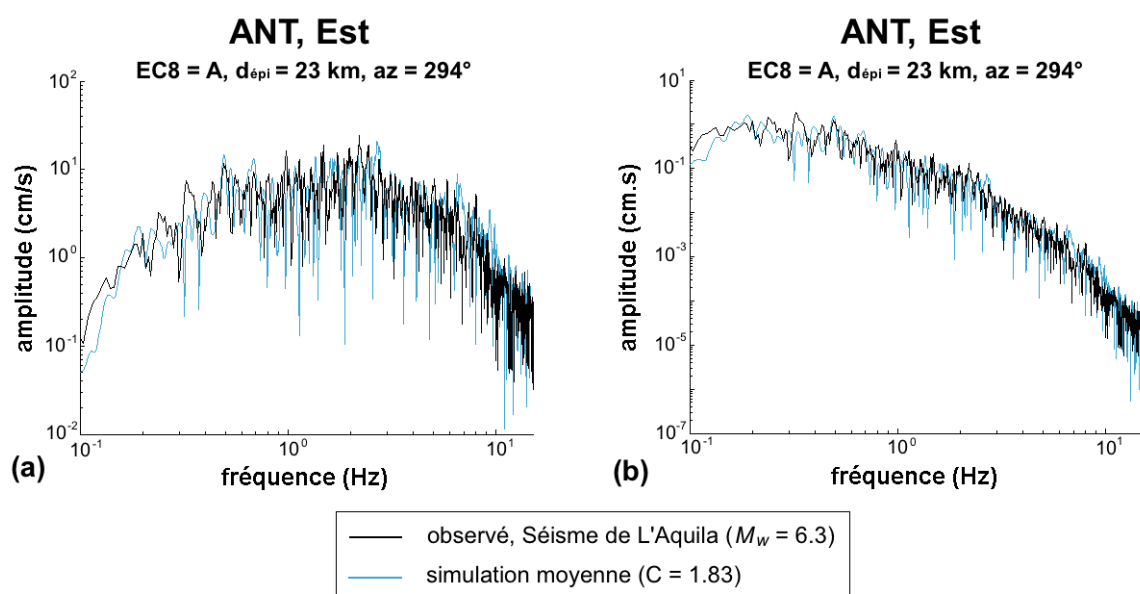 ANT, Est
EC8 = A, dépi = 23 km, az = 294°
amplitude (cm/s)
10²
10¹
10⁰
10⁻¹
10⁻²
10⁻¹ 10⁰ 10¹
fréquence (Hz)
(a)
ANT, Est
EC8 = A, dépi = 23 km, az = 294°
amplitude (cm.s)
10¹
10⁻¹
10⁻³
10⁻⁵
10⁻⁷
10⁻¹ 10⁰ 10¹
fréquence (Hz)
(b)
observé, Séisme de L'Aquila (Mw = 6.3)
simulation moyenne (C = 1.83)